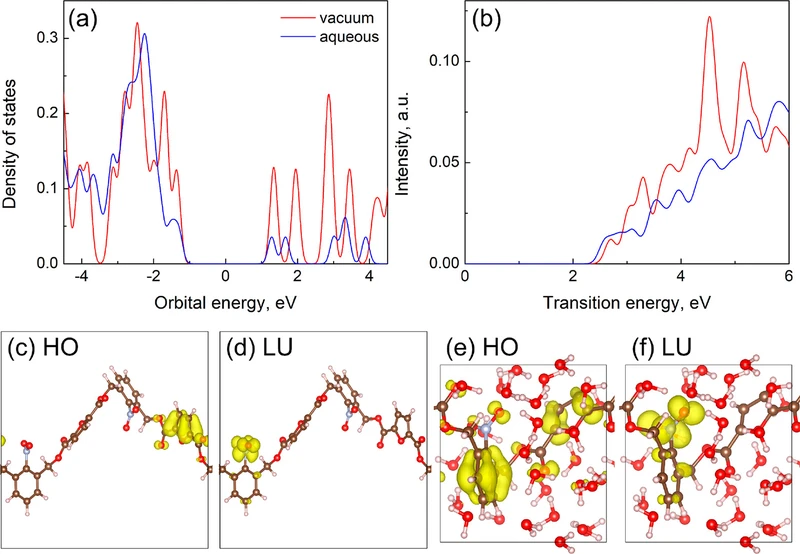 (a)
vacuum
aqueous
Density of states
0.3
0.2
0.1
0.0
-4 -2 0 2 4
Orbital energy, eV
(b)
Intensity, a.u.
0.10
0.05
0.00
0 2 4 6
Transition energy, eV
(c) HO
(d) LU
(e) HO
(f) LU